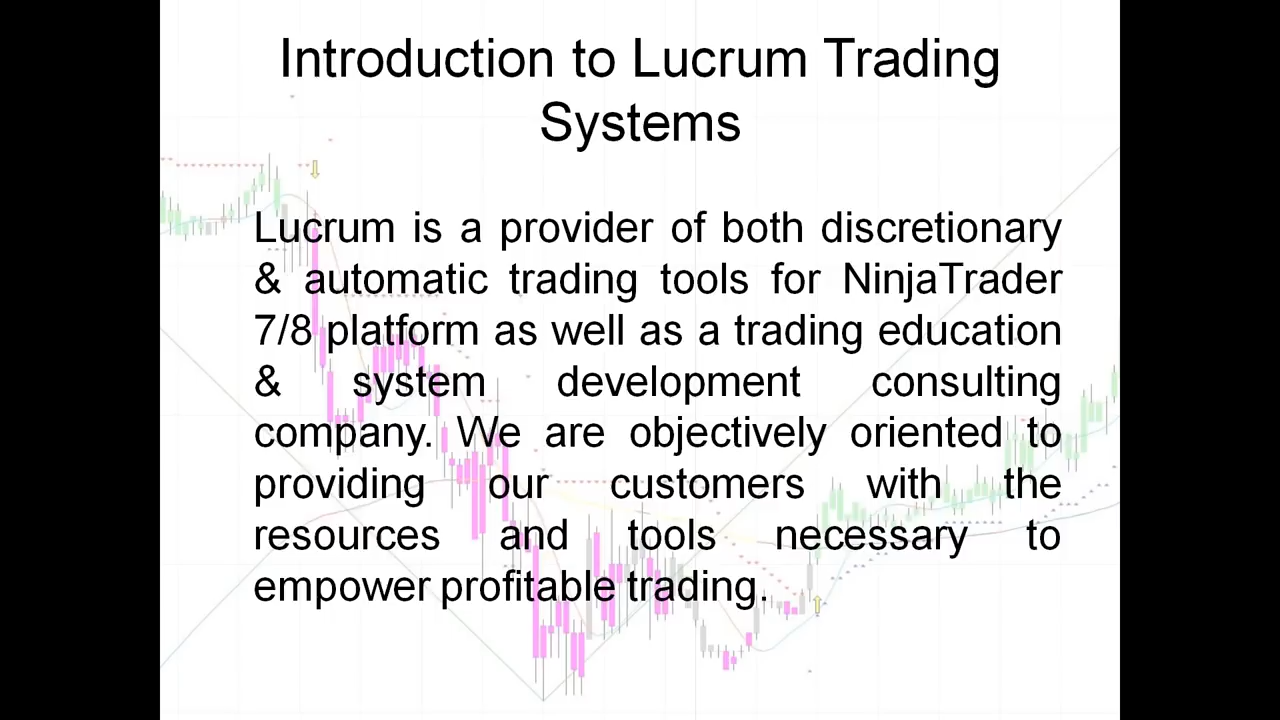 Introduction to Lucrum Trading
Systems
Lucrum is a provider of both discretionary
& automatic trading tools for NinjaTrader
7/8 platform as well as a trading education
& system development consulting
company. We are objectively oriented to
providing our customers with the
resources and tools necessary to
empower profitable trading.